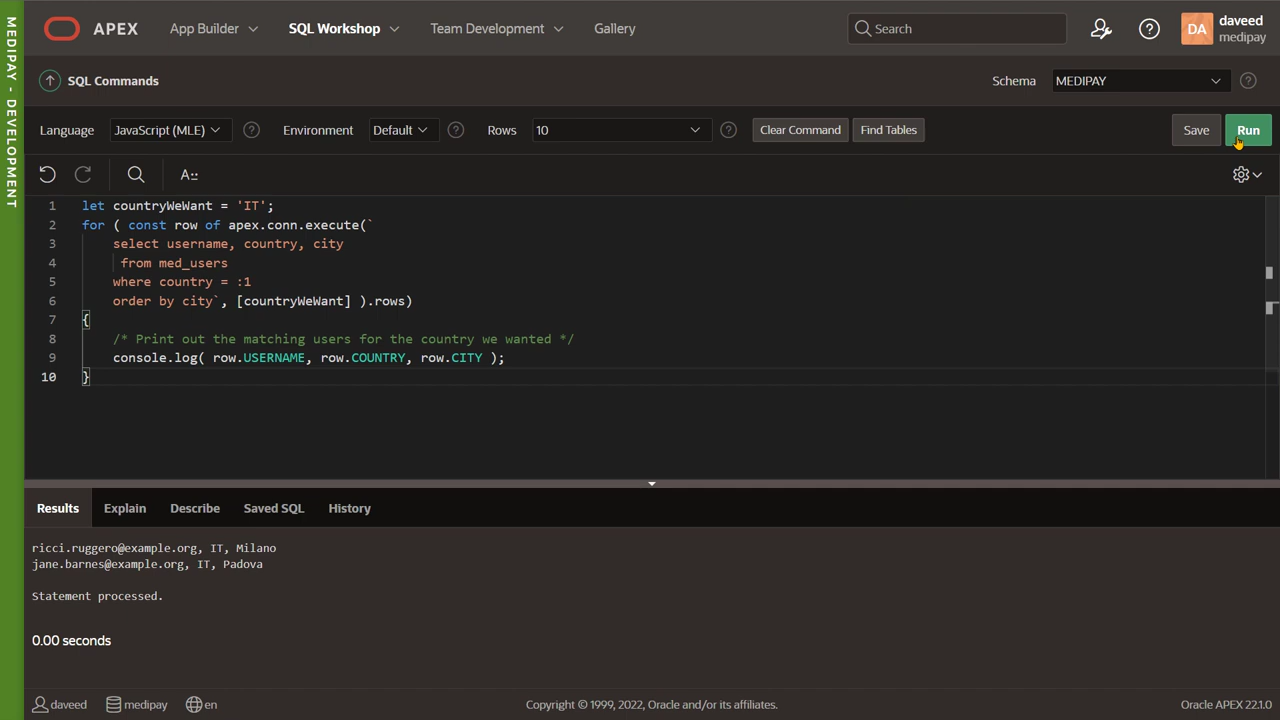 MEDIPAY - DEVELOPMENT
APEX
App Builder
SQL Workshop
Team Development
Gallery
Search
DA
daveed
medipay
SQL Commands
Schema
MEDIPAY
Language
JavaScript (MLE)
Environment
Default
Rows
10
Clear Command
Find Tables
Save
Run
A::
1 let countryWeWant = 'IT';
2 for ( const row of apex.conn.execute(`
3 select username, country, city
4 from med_users
5 where country = :1
6 order by city`, [countryWeWant] ).rows)
7 {
8 /* Print out the matching users for the country we wanted */
9 console.log( row.USERNAME, row.COUNTRY, row.CITY );
10 }
Results
Explain
Describe
Saved SQL
History
ricci.ruggero@example.org, IT, Milano
jane.barnes@example.org, IT, Padova
Statement processed.
0.00 seconds
daveed
medipay
en
Copyright © 1999, 2022, Oracle and/or its affiliates.
Oracle APEX 22.1.0